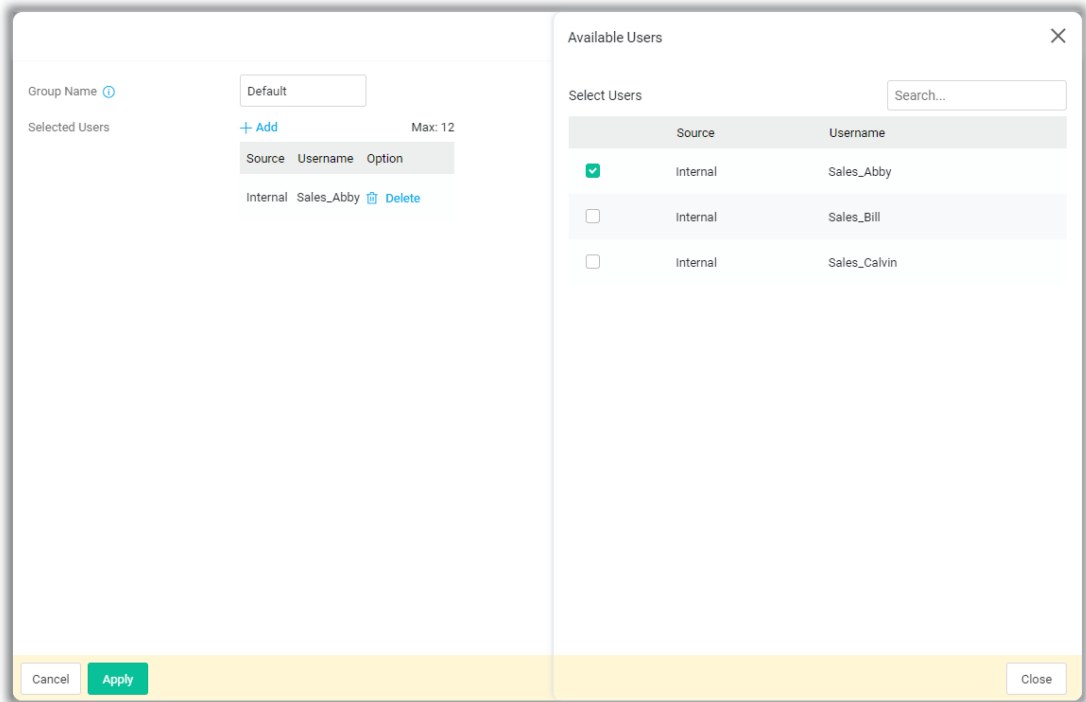 Group Name
Default
Selected Users
+ Add
Max: 12
Source Username Option
Internal Sales_Abby Delete
Cancel
Apply
Available Users
Select Users
Search...
Source Username
Internal Sales_Abby
Internal Sales_Bill
Internal Sales_Calvin
Close